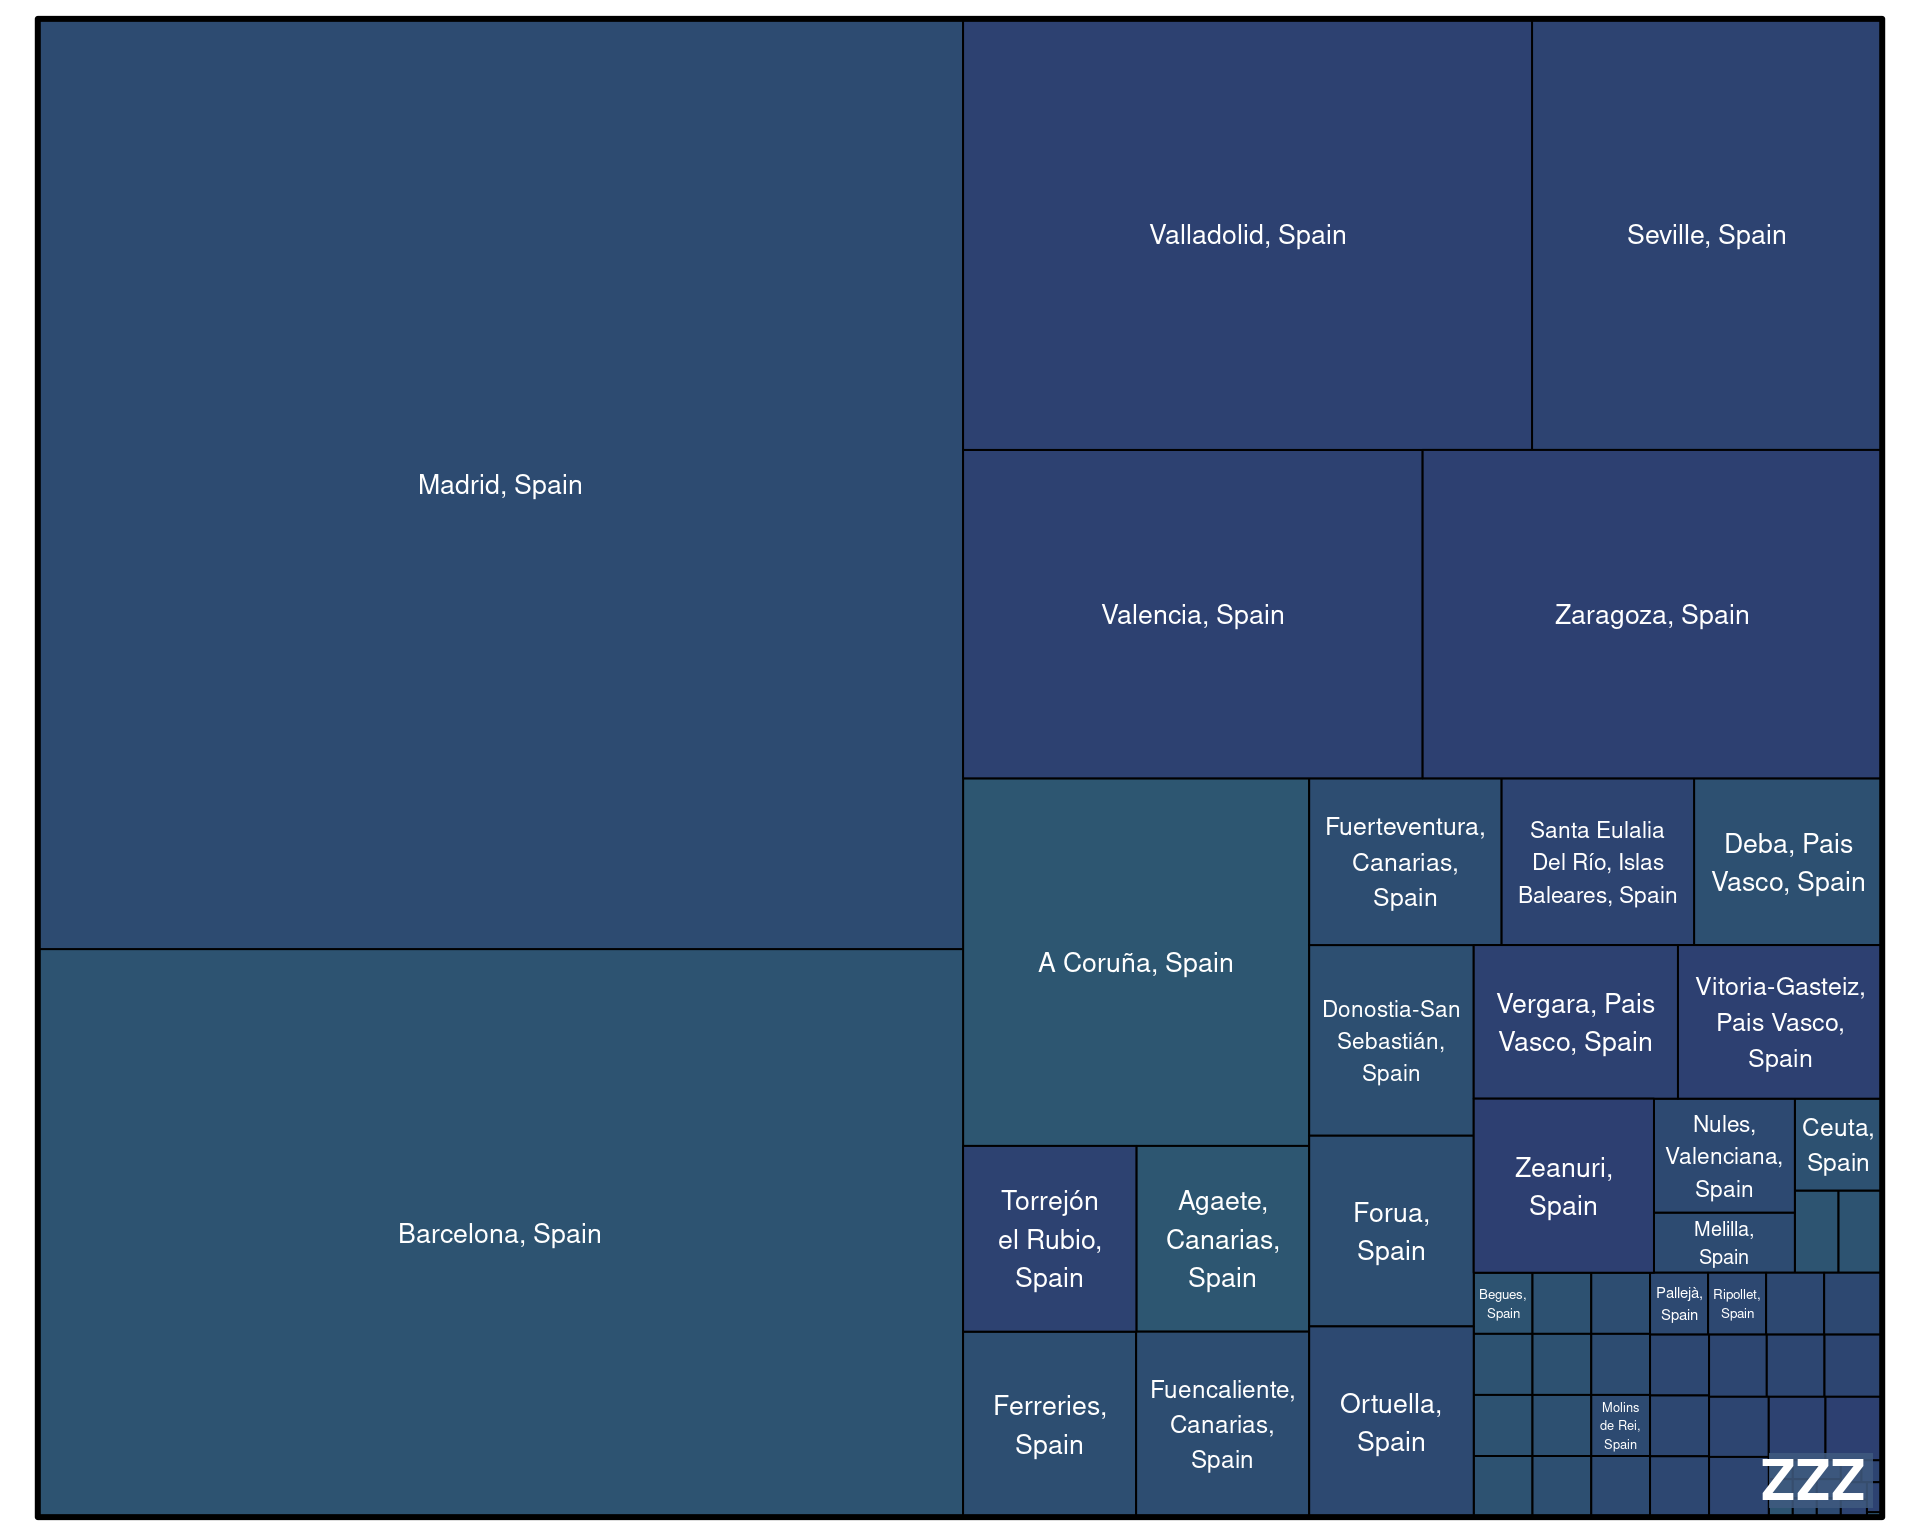 Madrid, Spain
Barcelona, Spain
Valladolid, Spain
Seville, Spain
Valencia, Spain
Zaragoza, Spain
A Coruña, Spain
Fuerteventura,
Canarias,
Spain
Santa Eulalia
Del Río, Islas
Baleares, Spain
Deba, Pais
Vasco, Spain
Donostia-San
Sebastián,
Spain
Vergara, Pais
Vasco, Spain
Vitoria-Gasteiz,
Pais Vasco,
Spain
Torrejón
el Rubio,
Spain
Agaete,
Canarias,
Spain
Forua,
Spain
Zeanuri,
Spain
Nules,
Valenciana,
Spain
Ceuta,
Spain
Melilla,
Spain
Ferreries,
Spain
Fuencaliente,
Canarias,
Spain
Ortuella,
Spain
Begues,
Spain
Pallejà,
Spain
Ripollet,
Spain
Molins
de Rei,
Spain
ZZZ